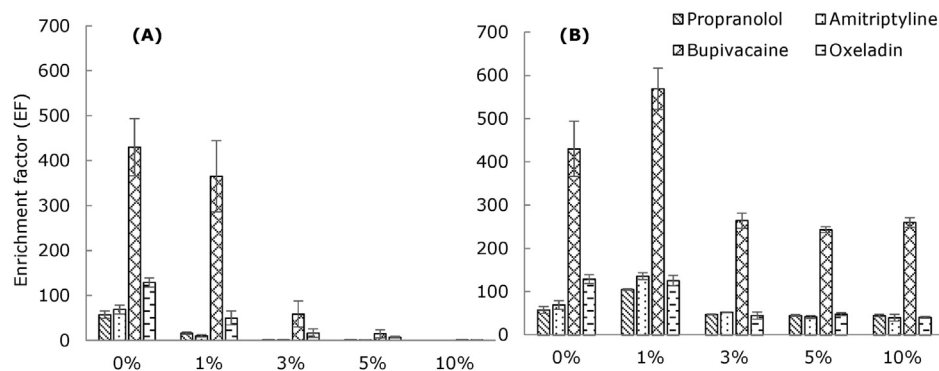 700
600
500
400
300
200
100
0
Enrichment factor (EF)
(A)
0% 1% 3% 5% 10%
700
600
500
400
300
200
100
0
(B)
Propranolol Amitriptyline
Bupivacaine Oxeladin
0% 1% 3% 5% 10%